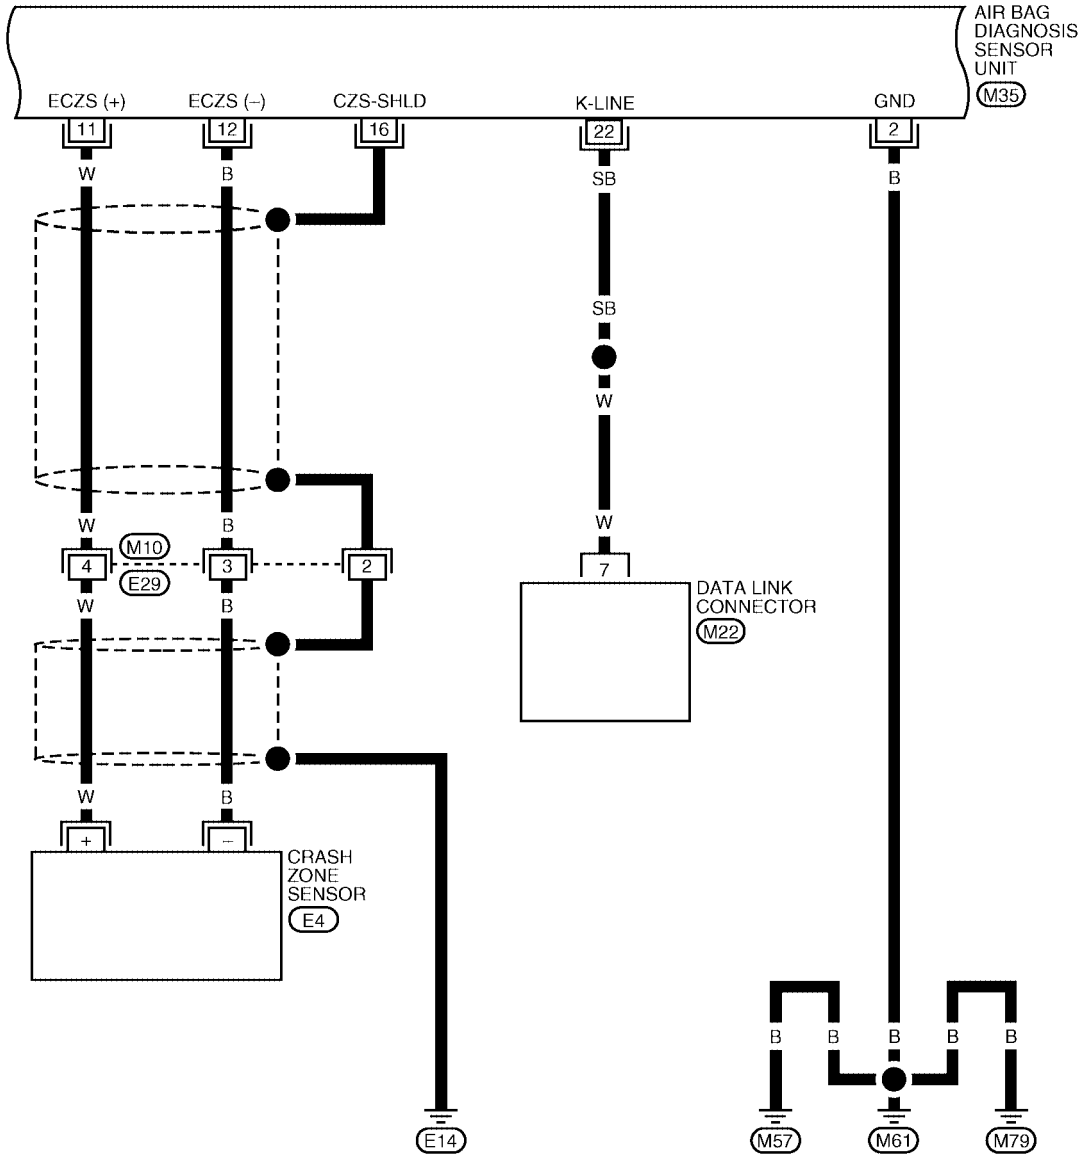 AIR BAG
DIAGNOSIS
SENSOR
UNIT
M35
ECZS (+)
ECZS (–)
CZS-SHLD
K-LINE
GND
11
12
16
22
2
W
B
SB
B
SB
W
W
B
W
M10
4
3
2
7
E29
W
B
DATA LINK
CONNECTOR
M22
W
B
+
–
CRASH
ZONE
SENSOR
E4
B
B
B
B
B
E14
M57
M61
M79